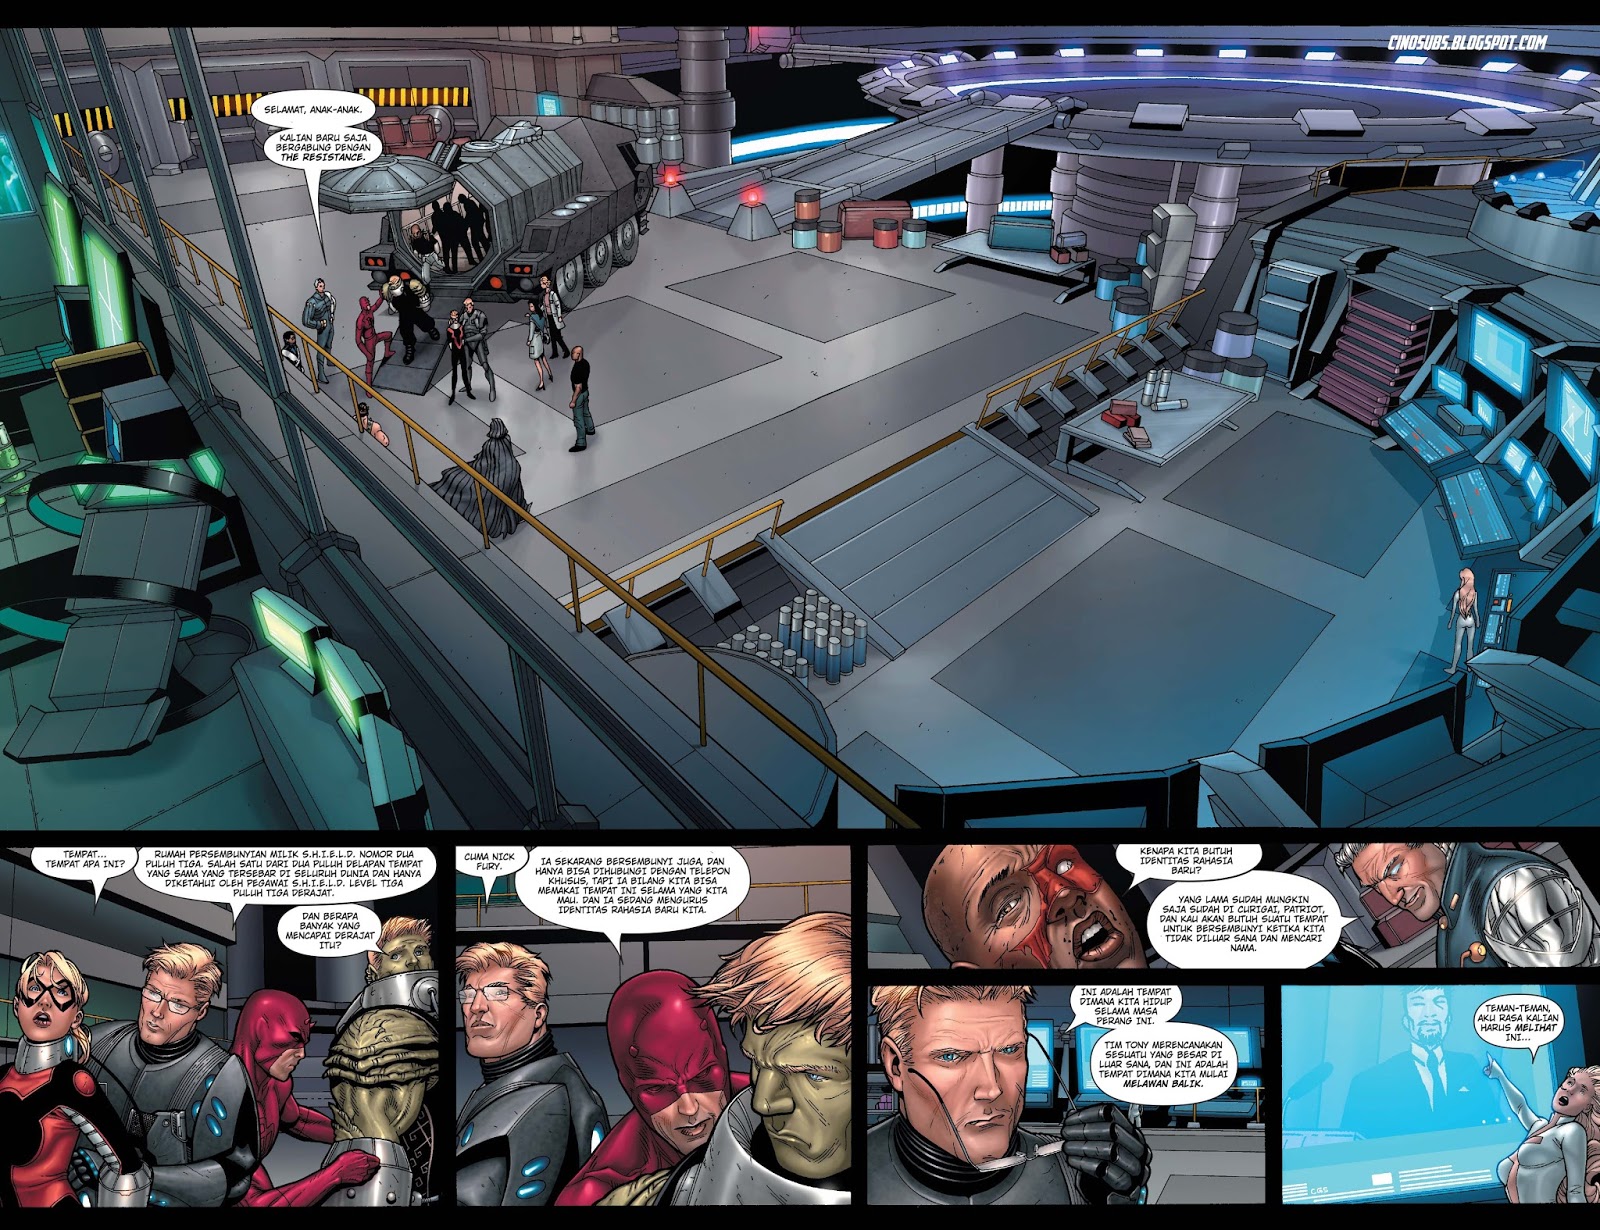 CINOSUBS.BLOGSPOT.COM
SELAMAT, ANAK-ANAK.
KALIAN BARU SAJA
BERGABUNG DENGAN
THE RESISTANCE.
TEMPAT...
TEMPAT APA INI?
RUMAH PERSEMBUNYIAN MILIK S.H.I.E.L.D. NOMOR DUA
PULUH TIGA. SALAH SATU DARI DUA PULUH DELAPAN TEMPAT
YANG SAMA YANG TERSEBAR DI SELURUH DUNIA DAN HANYA
DIKETAHUI OLEH PEGAWAI S.H.I.E.L.D. LEVEL TIGA
PULUH TIGA DERAJAT.
DAN BERAPA
BANYAK YANG
MENCAPAI DERAJAT
ITU?
CUMA NICK
FURY.
IA SEKARANG BERSEMBUNYI JUGA, DAN
HANYA BISA DIHUBUNGI DENGAN TELEPON
KHUSUS, TAPI IA BILANG KITA BISA
MEMAKAI TEMPAT INI SELAMA YANG KITA
MAU. DAN IA SEDANG MENGURUS
IDENTITAS RAHASIA BARU KITA.
KENAPA KITA BUTUH
IDENTITAS RAHASIA
BARU?
YANG LAMA SUDAH MUNGKIN
SAJA SUDAH DI CURIGAI, PATRIOT,
DAN KAU AKAN BUTUH SUATU TEMPAT
UNTUK BERSEMBUNYI KETIKA KITA
TIDAK DILUAR SANA DAN MENCARI
NAMA.
INI ADALAH TEMPAT
DIMANA KITA HIDUP
SELAMA MASA
PERANG INI.
TIM TONY MERENCANAKAN
SESUATU YANG BESAR DI
LUAR SANA, DAN INI ADALAH
TEMPAT DIMANA KITA MULAI
MELAWAN BALIK.
TEMAN-TEMAN,
AKU RASA KALIAN
HARUS MELIHAT
INI...
CGS